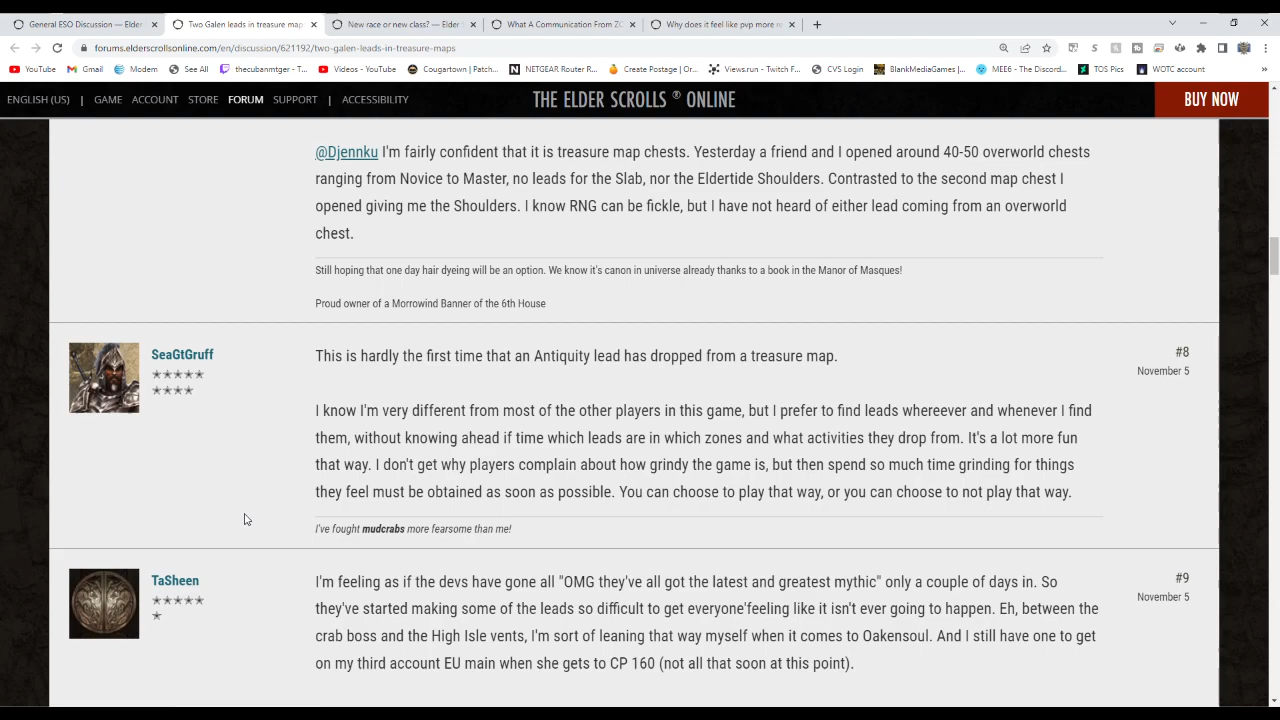 General ESO Discussion — Elder
Two Galen leads in treasure map
New race or new class? — Elder S
What A Communication From ZO
Why does it feel like pvp more re
forums.elderscrollsonline.com/en/discussion/621192/two-galen-leads-in-treasure-maps
YouTube
Gmail
Modem
See All
thecubanmtger - T...
Videos - YouTube
Cougartown | Patch...
NETGEAR Router R...
Create Postage | Or...
Views.run - Twitch F...
CVS Login
BlankMediaGames |...
MEE6 - The Discord...
TOS Pics
WOTC account
ENGLISH (US) | GAME ACCOUNT STORE FORUM SUPPORT | ACCESSIBILITY
THE ELDER SCROLLS ® ONLINE
BUY NOW
@Djennku I'm fairly confident that it is treasure map chests. Yesterday a friend and I opened around 40-50 overworld chests
ranging from Novice to Master, no leads for the Slab, nor the Eldertide Shoulders. Contrasted to the second map chest I
opened giving me the Shoulders. I know RNG can be fickle, but I have not heard of either lead coming from an overworld
chest.
Still hoping that one day hair dyeing will be an option. We know it's canon in universe already thanks to a book in the Manor of Masques!
Proud owner of a Morrowind Banner of the 6th House
SeaGtGruff
This is hardly the first time that an Antiquity lead has dropped from a treasure map.
#8
November 5
I know I'm very different from most of the other players in this game, but I prefer to find leads whereever and whenever I find
them, without knowing ahead if time which leads are in which zones and what activities they drop from. It's a lot more fun
that way. I don't get why players complain about how grindy the game is, but then spend so much time grinding for things
they feel must be obtained as soon as possible. You can choose to play that way, or you can choose to not play that way.
I've fought mudcrabs more fearsome than me!
TaSheen
I'm feeling as if the devs have gone all "OMG they've all got the latest and greatest mythic" only a couple of days in. So
#9
November 5
they've started making some of the leads so difficult to get everyone'feeling like it isn't ever going to happen. Eh, between the
crab boss and the High Isle vents, I'm sort of leaning that way myself when it comes to Oakensoul. And I still have one to get
on my third account EU main when she gets to CP 160 (not all that soon at this point).